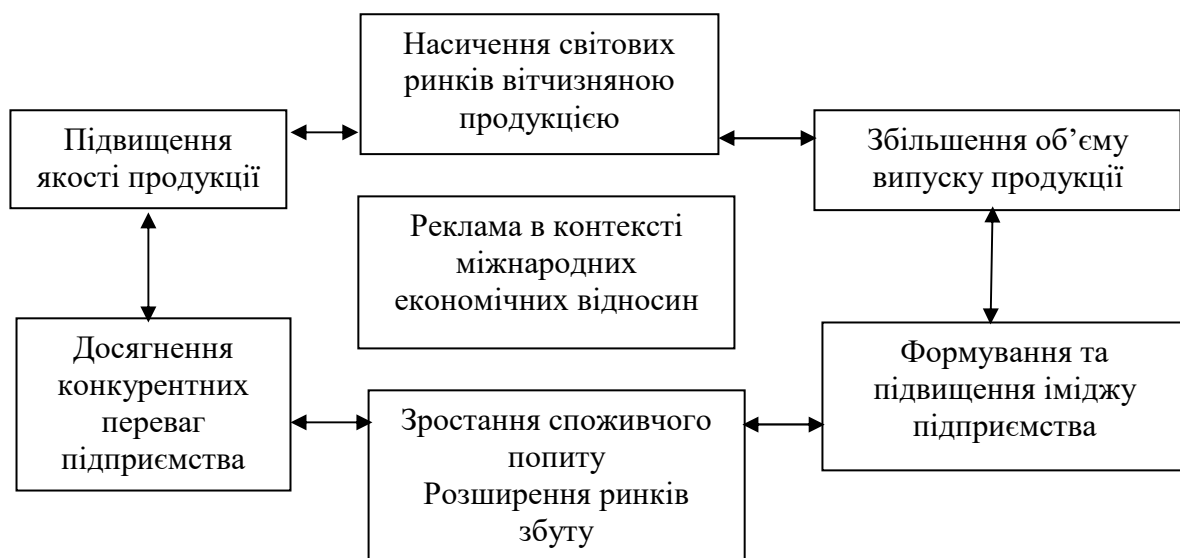 Насичення світових
ринків вітчизняною
продукцією
Підвищення
якості продукції
Збільшення об’єму
випуску продукції
Реклама в контексті
міжнародних
економічних відносин
Досягнення
конкурентних
переваг
підприємства
Зростання споживчого
попиту
Розширення ринків
збуту
Формування та
підвищення іміджу
підприємства